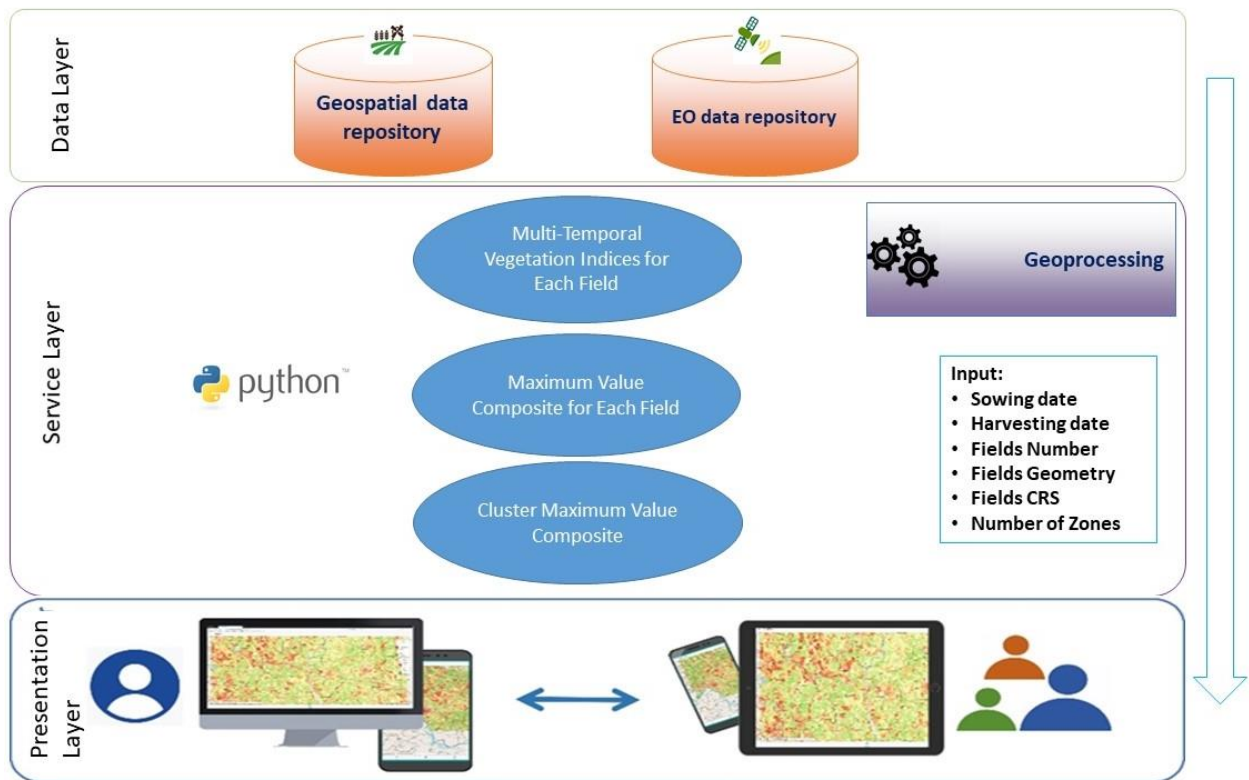 Data Layer
Geospatial data
repository
EO data repository
Service Layer
python™
Multi-Temporal
Vegetation Indices for
Each Field
Maximum Value
Composite for Each Field
Cluster Maximum Value
Composite
Geoprocessing
Input:
• Sowing date
• Harvesting date
• Fields Number
• Fields Geometry
• Fields CRS
• Number of Zones
Presentation
Layer